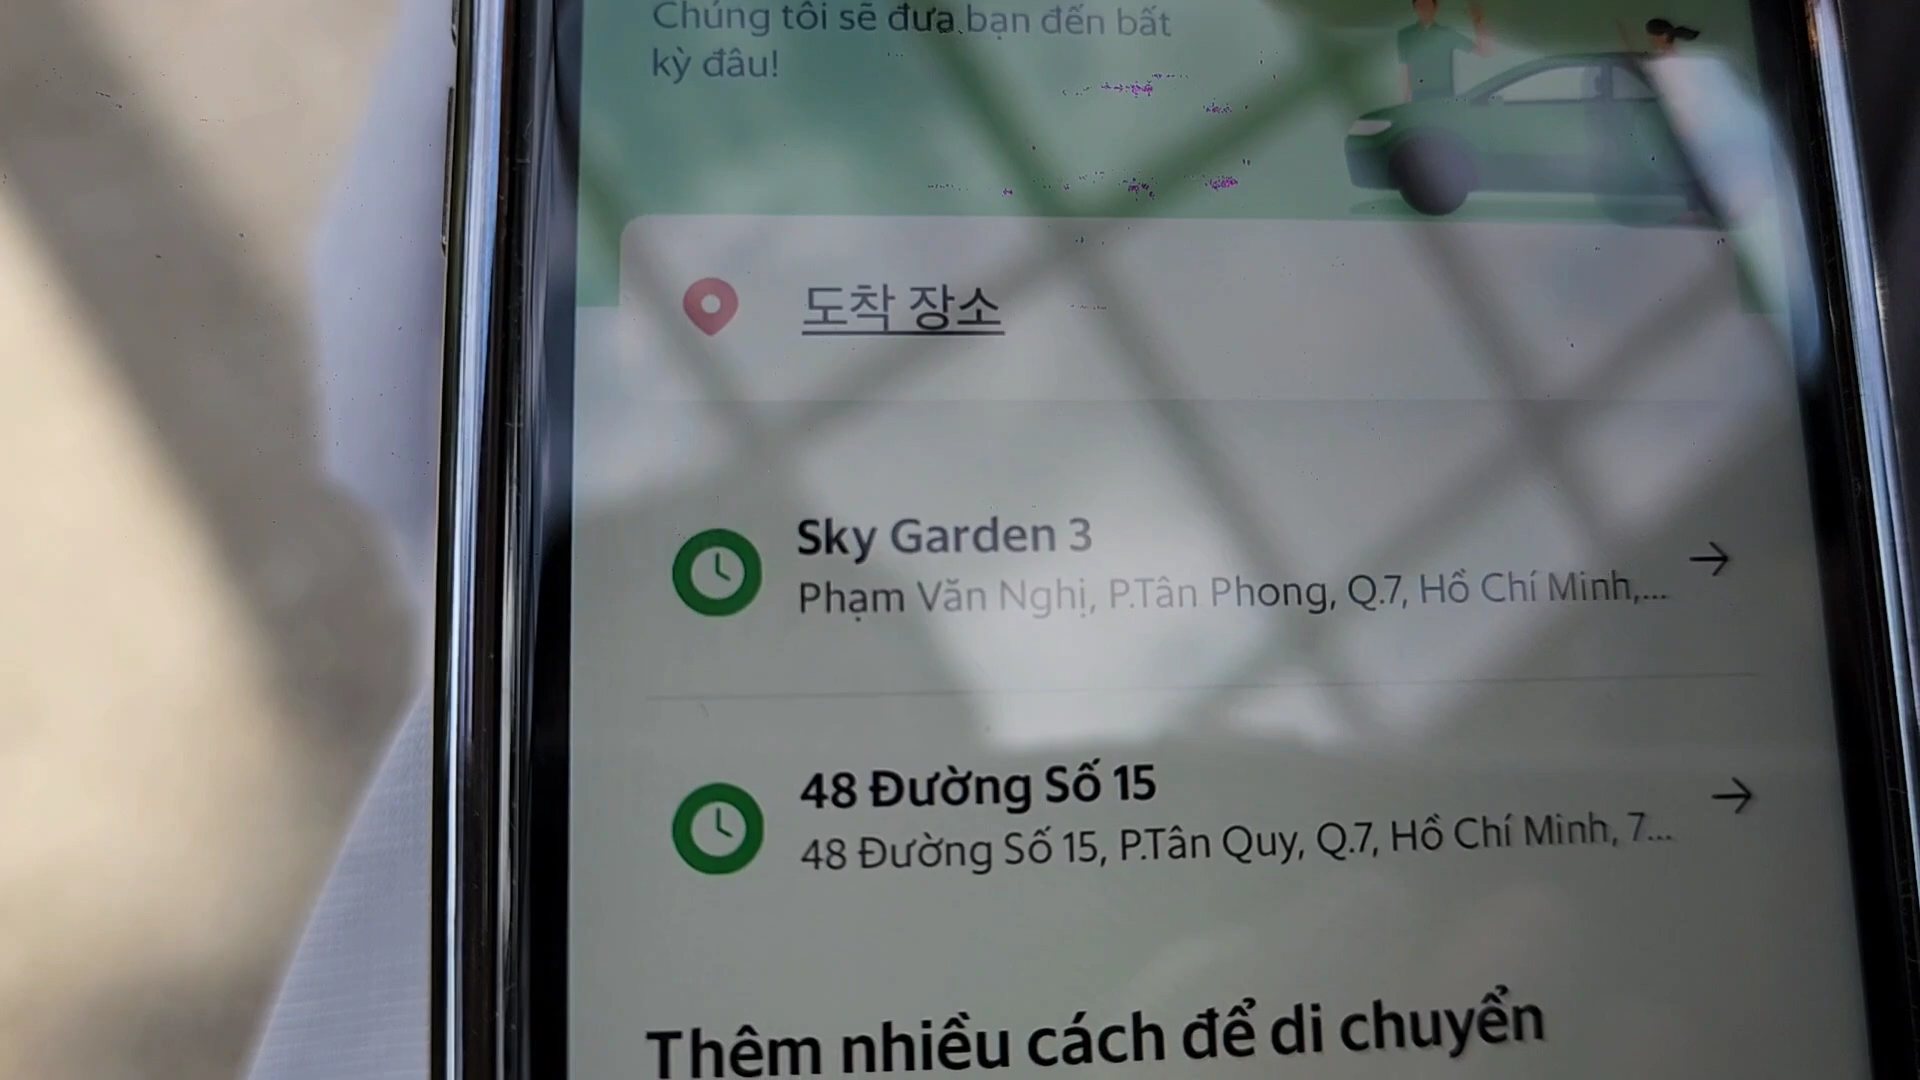 Chúng tôi sẽ đưa bạn đến bất
kỳ đâu!
도착 장소
Sky Garden 3
Phạm Văn Nghị, P.Tân Phong, Q.7, Hồ Chí Minh,...
48 Đường Số 15
48 Đường Số 15, P.Tân Quy, Q.7, Hồ Chí Minh, 7...
Thêm nhiều cách để di chuyển